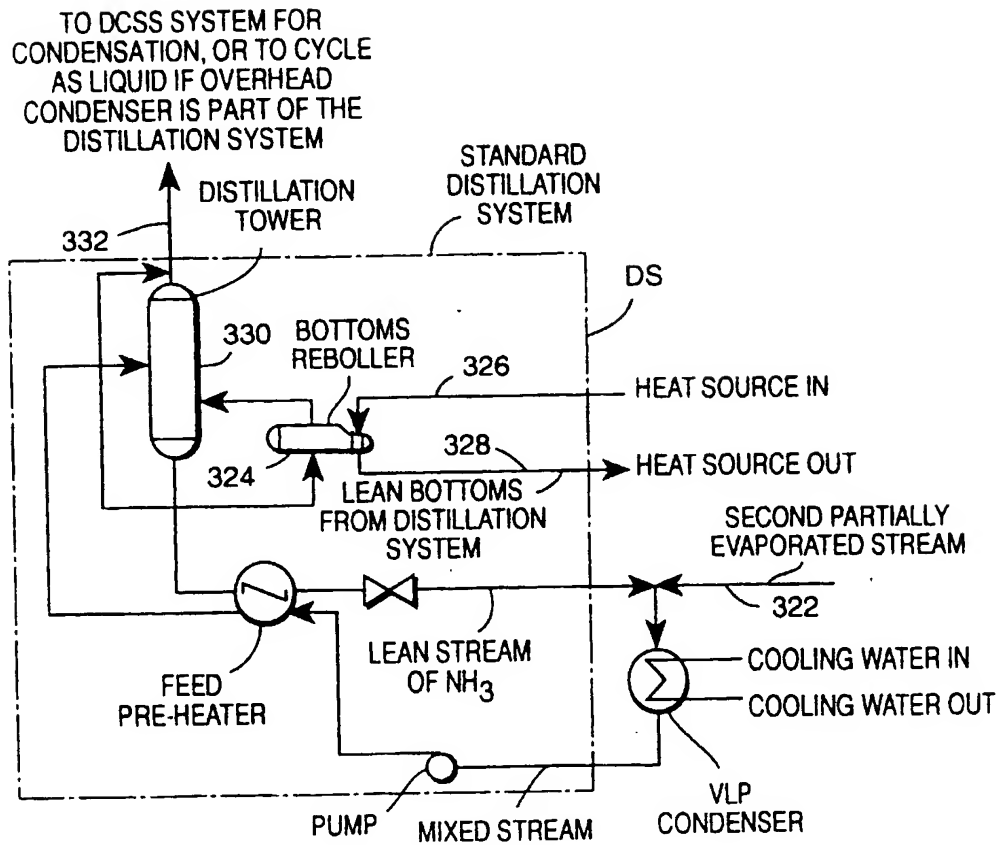 TO DCSS SYSTEM FOR
CONDENSATION, OR TO CYCLE
AS LIQUID IF OVERHEAD
CONDENSER IS PART OF THE
DISTILLATION SYSTEM
STANDARD
DISTILLATION
SYSTEM
DISTILLATION
TOWER
332
DS
330
BOTTOMS
REBOLLER
326
HEAT SOURCE IN
324
328
HEAT SOURCE OUT
LEAN BOTTOMS
FROM DISTILLATION
SYSTEM
SECOND PARTIALLY
EVAPORATED STREAM
322
LEAN STREAM
OF NH3
FEED
PRE-HEATER
COOLING WATER IN
COOLING WATER OUT
PUMP
MIXED STREAM
VLP
CONDENSER